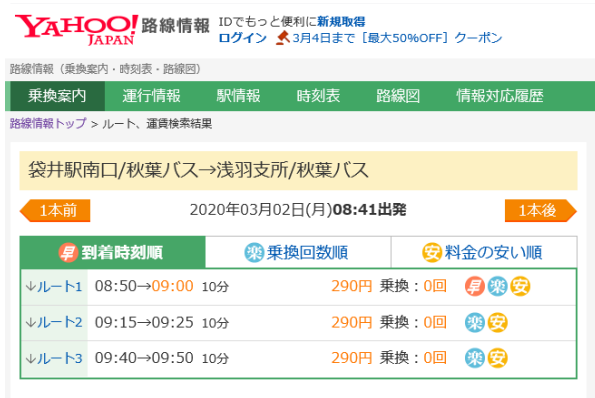 YAHOO! JAPAN 路線情報 IDでもっと便利に新規取得
ログイン 3月4日まで［最大50%OFF］クーポン
路線情報（乗換案内・時刻表・路線図）
乗換案内 運行情報 駅情報 時刻表 路線図 情報対応履歴
路線情報トップ > ルート、運賃検索結果
袋井駅南口/秋葉バス→浅羽支所/秋葉バス
1本前 2020年03月02日(月)08:41出発 1本後
早 到着時刻順 楽 乗換回数順 安 料金の安い順
↓ルート1 08:50→09:00 10分 290円 乗換：0回 早 楽 安
↓ルート2 09:15→09:25 10分 290円 乗換：0回 楽 安
↓ルート3 09:40→09:50 10分 290円 乗換：0回 楽 安